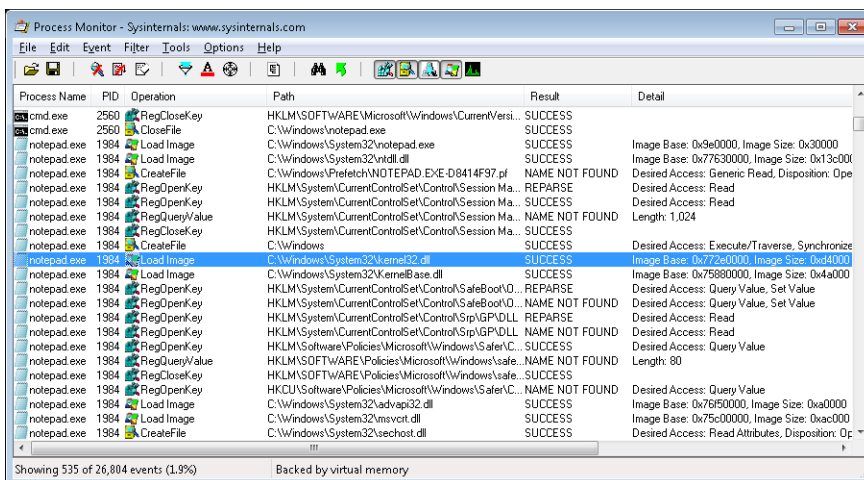 Process Monitor - Sysinternals: www.sysinternals.com
File Edit Event Filter Tools Options Help
Process Name PID Operation Path Result Detail
cmd.exe 2560 RegCloseKey HKLM\SOFTWARE\Microsoft\Windows\CurrentVersi... SUCCESS
cmd.exe 2560 CloseFile C:\Windows\notepad.exe SUCCESS
notepad.exe 1984 Load Image C:\Windows\System32\notepad.exe SUCCESS Image Base: 0x9e0000, Image Size: 0x30000
notepad.exe 1984 Load Image C:\Windows\System32\ntdll.dll SUCCESS Image Base: 0x77630000, Image Size: 0x13c00
notepad.exe 1984 CreateFile C:\Windows\Prefetch\NOTEPAD.EXE-D8414F97.pf NAME NOT FOUND Desired Access: Generic Read, Disposition: Ope
notepad.exe 1984 RegOpenKey HKLM\System\CurrentControlSet\Control\Session Ma... REPARSE Desired Access: Read
notepad.exe 1984 RegOpenKey HKLM\System\CurrentControlSet\Control\Session Ma... SUCCESS Desired Access: Read
notepad.exe 1984 RegQueryValue HKLM\System\CurrentControlSet\Control\Session Ma... NAME NOT FOUND Length: 1,024
notepad.exe 1984 RegCloseKey HKLM\System\CurrentControlSet\Control\Session Ma... SUCCESS
notepad.exe 1984 CreateFile C:\Windows SUCCESS Desired Access: Execute/Traverse, Synchronize
notepad.exe 1984 Load Image C:\Windows\System32\kernel32.dll SUCCESS Image Base: 0x772e0000, Image Size: 0xd4000
notepad.exe 1984 Load Image C:\Windows\System32\KernelBase.dll SUCCESS Image Base: 0x75880000, Image Size: 0x4a000
notepad.exe 1984 RegOpenKey HKLM\System\CurrentControlSet\Control\SafeBoot\O... REPARSE Desired Access: Query Value, Set Value
notepad.exe 1984 RegOpenKey HKLM\System\CurrentControlSet\Control\SafeBoot\O... NAME NOT FOUND Desired Access: Query Value, Set Value
notepad.exe 1984 RegOpenKey HKLM\System\CurrentControlSet\Control\Srp\GP\DLL REPARSE Desired Access: Read
notepad.exe 1984 RegOpenKey HKLM\System\CurrentControlSet\Control\Srp\GP\DLL NAME NOT FOUND Desired Access: Read
notepad.exe 1984 RegOpenKey HKLM\Software\Policies\Microsoft\Windows\Safer\C... SUCCESS Desired Access: Query Value
notepad.exe 1984 RegQueryValue HKLM\SOFTWARE\Policies\Microsoft\Windows\safe... NAME NOT FOUND Length: 80
notepad.exe 1984 RegCloseKey HKLM\SOFTWARE\Policies\Microsoft\Windows\safe... SUCCESS
notepad.exe 1984 RegOpenKey HKCU\Software\Policies\Microsoft\Windows\Safer\C... NAME NOT FOUND Desired Access: Query Value
notepad.exe 1984 Load Image C:\Windows\System32\advapi32.dll SUCCESS Image Base: 0x76f50000, Image Size: 0xa0000
notepad.exe 1984 Load Image C:\Windows\System32\msvcrt.dll SUCCESS Image Base: 0x75c00000, Image Size: 0xac000
notepad.exe 1984 CreateFile C:\Windows\System32\sechost.dll SUCCESS Desired Access: Read Attributes, Disposition: Op
Showing 535 of 26,804 events (1.9%) Backed by virtual memory